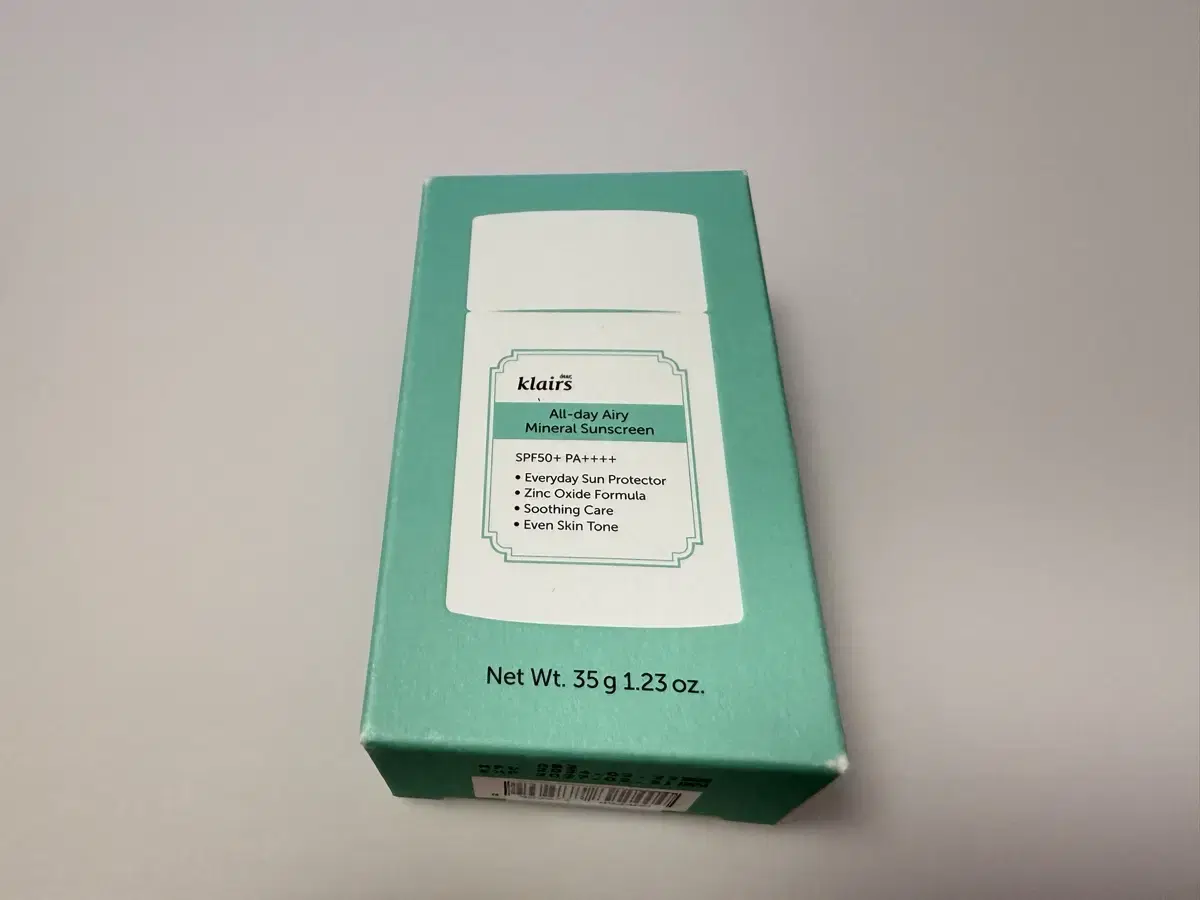 dear,
klairs
All-day Airy
Mineral Sunscreen
SPF50+ PA++++
• Everyday Sun Protector
• Zinc Oxide Formula
• Soothing Care
• Even Skin Tone
Net Wt. 35 g 1.23 oz.